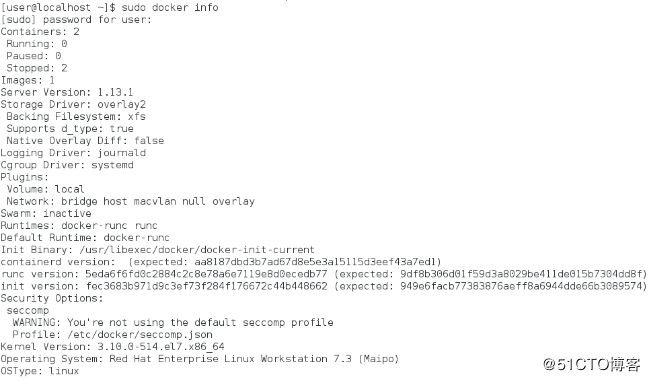 [user@localhost ~]$ sudo docker info
[sudo] password for user:
Containers: 2
 Running: 0
 Paused: 0
 Stopped: 2
Images: 1
Server Version: 1.13.1
Storage Driver: overlay2
 Backing Filesystem: xfs
 Supports d_type: true
 Native Overlay Diff: false
Logging Driver: journald
Cgroup Driver: systemd
Plugins:
 Volume: local
 Network: bridge host macvlan null overlay
Swarm: inactive
Runtimes: docker-runc runc
Default Runtime: docker-runc
Init Binary: /usr/libexec/docker/docker-init-current
containerd version:  (expected: aa8187dbd3b7ad67d8e5e3a15115d3eef43a7ed1)
runc version: 5eda6f6fd0c2884c2c8e78a6e7119e8d0ecedb77 (expected: 9df8b306d01f59d3a8029be411de015b7304dd8f)
init version: fec3683b971d9c3ef73f284f176672c44b448662 (expected: 949e6facb77383876aeff8a6944dde66b3089574)
Security Options:
 seccomp
  WARNING: You're not using the default seccomp profile
  Profile: /etc/docker/seccomp.json
Kernel Version: 3.10.0-514.el7.x86_64
Operating System: Red Hat Enterprise Linux Workstation 7.3 (Maipo)
OSType: linux
@51CTO博客